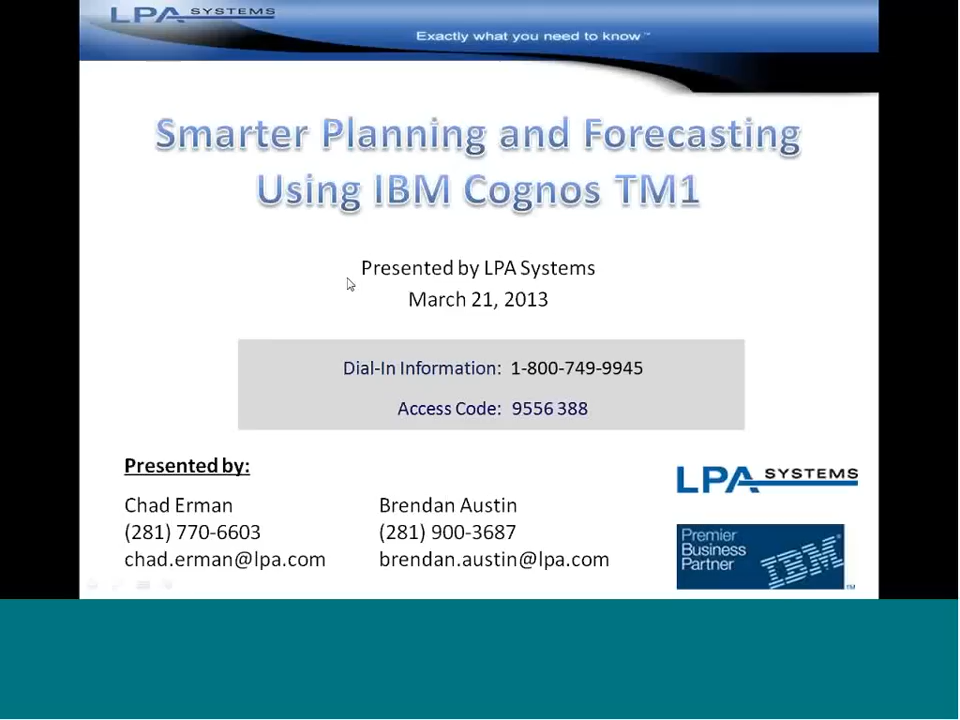 LPA SYSTEMS
Exactly what you need to know™
Smarter Planning and Forecasting
Using IBM Cognos TM1
Presented by LPA Systems
March 21, 2013
Dial-In Information: 1-800-749-9945
Access Code: 9556 388
Presented by:
Chad Erman
(281) 770-6603
chad.erman@lpa.com
Brendan Austin
(281) 900-3687
brendan.austin@lpa.com
LPA SYSTEMS
Premier
Business
Partner
IBM®
™